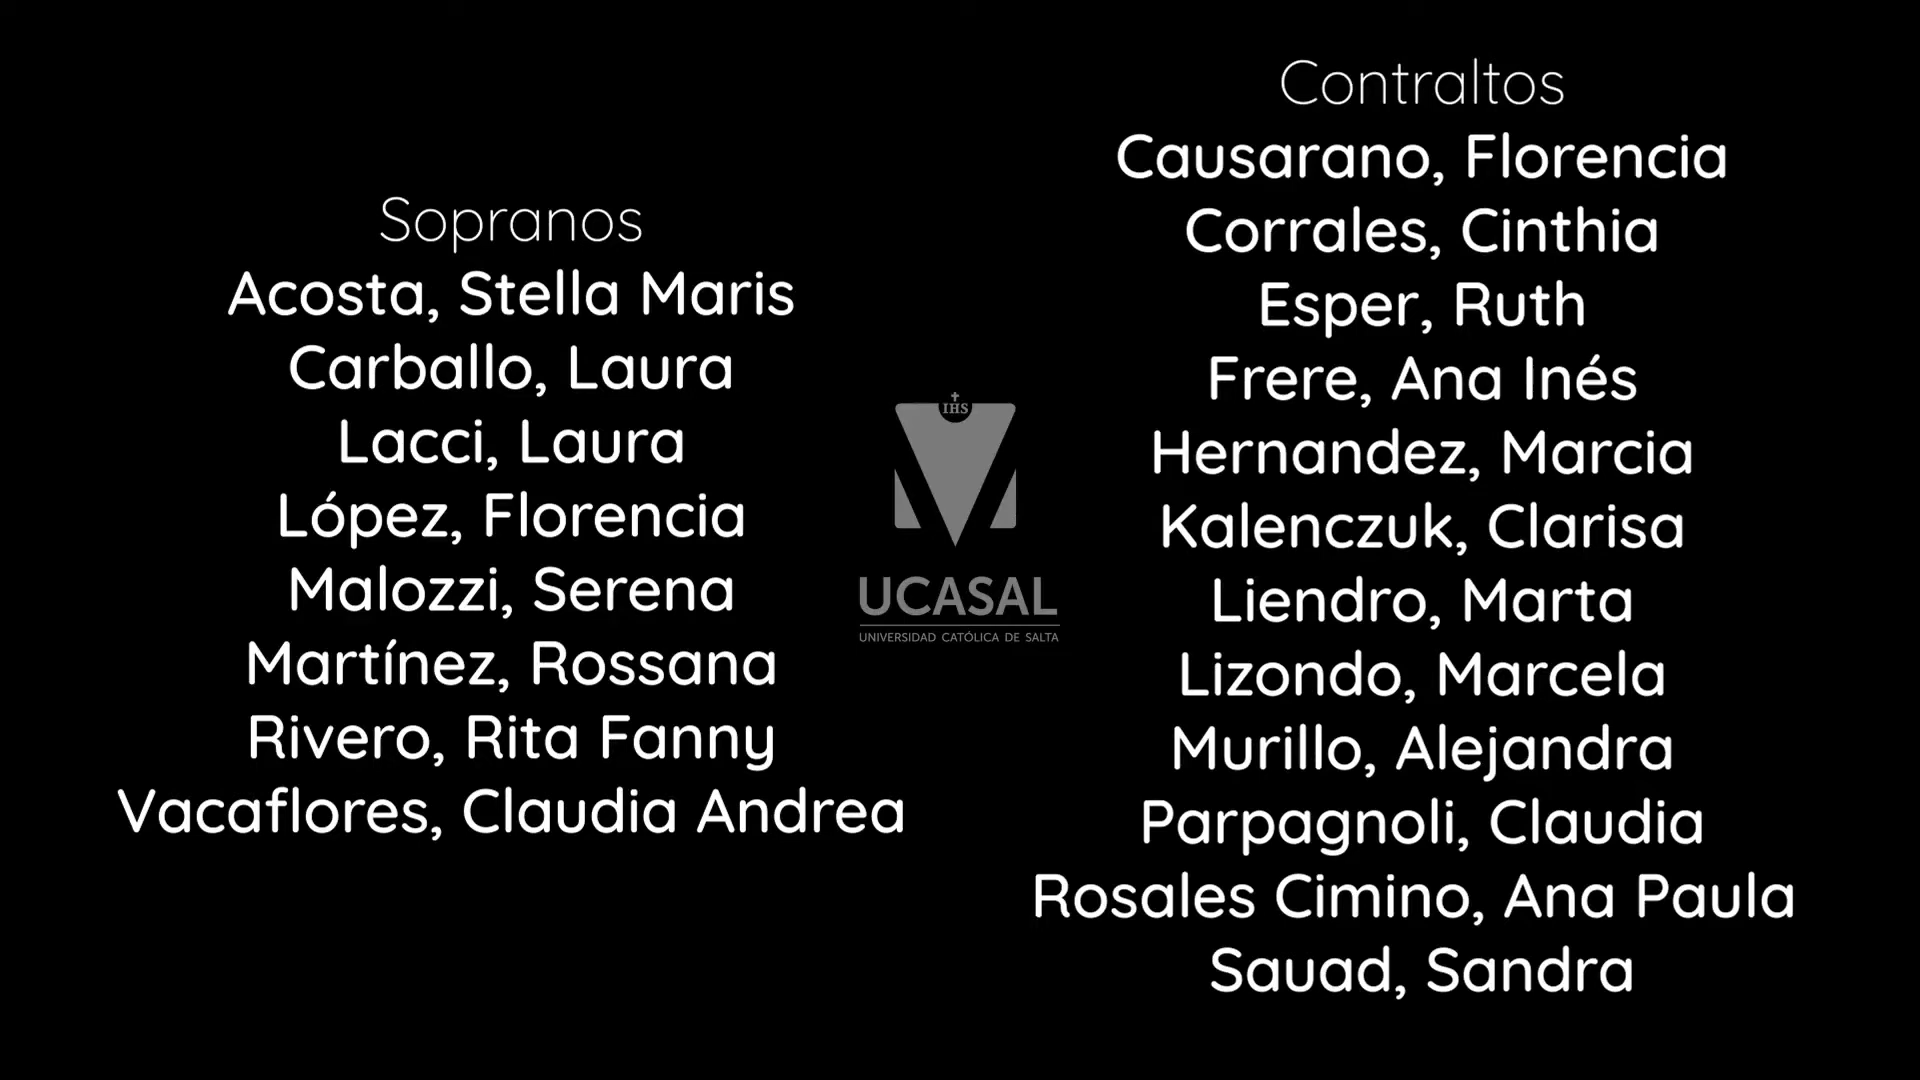 Sopranos
Acosta, Stella Maris
Carballo, Laura
Lacci, Laura
López, Florencia
Malozzi, Serena
Martínez, Rossana
Rivero, Rita Fanny
Vacaflores, Claudia Andrea
IHS
UCASAL
UNIVERSIDAD CATÓLICA DE SALTA
Contraltos
Causarano, Florencia
Corrales, Cinthia
Esper, Ruth
Frere, Ana Inés
Hernandez, Marcia
Kalenczuk, Clarisa
Liendro, Marta
Lizondo, Marcela
Murillo, Alejandra
Parpagnoli, Claudia
Rosales Cimino, Ana Paula
Sauad, Sandra